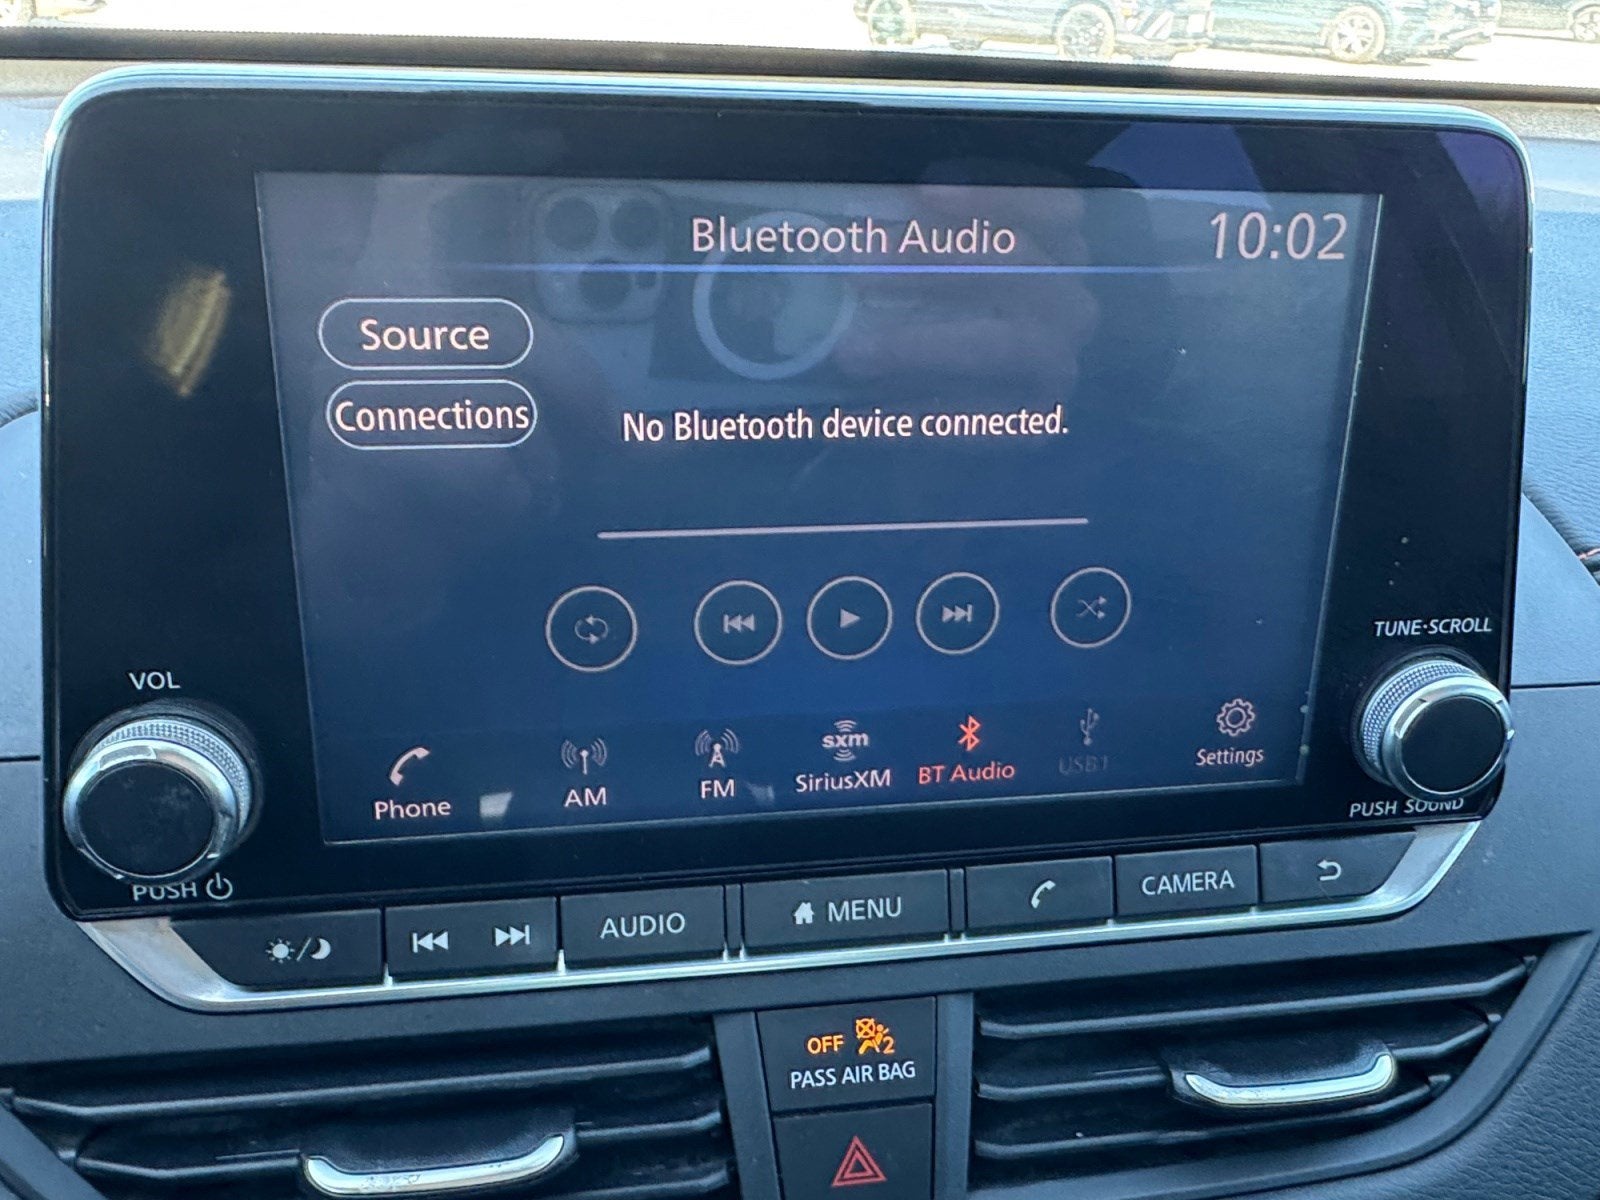 Bluetooth Audio
10:02
Source
Connections
No Bluetooth device connected.
TUNE·SCROLL
VOL
Phone
AM
FM
sxm
SiriusXM
BT Audio
USB1
Settings
PUSH SOUND
PUSH
AUDIO
MENU
CAMERA
OFF
2
PASS AIR BAG